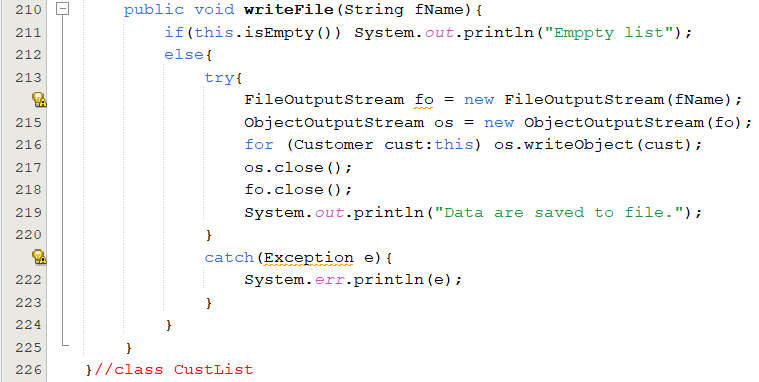 210 public void writeFile(String fName){
211 if(this.isEmpty()) System.out.println("Emppty list");
212 else{
213 try{
FileOutputStream fo = new FileOutputStream(fName);
215 ObjectOutputStream os = new ObjectOutputStream(fo);
216 for (Customer cust:this) os.writeObject(cust);
217 os.close();
218 fo.close();
219 System.out.println("Data are saved to file.");
220 }
catch(Exception e){
222 System.err.println(e);
223 }
224 }
225 }
226 }//class CustList